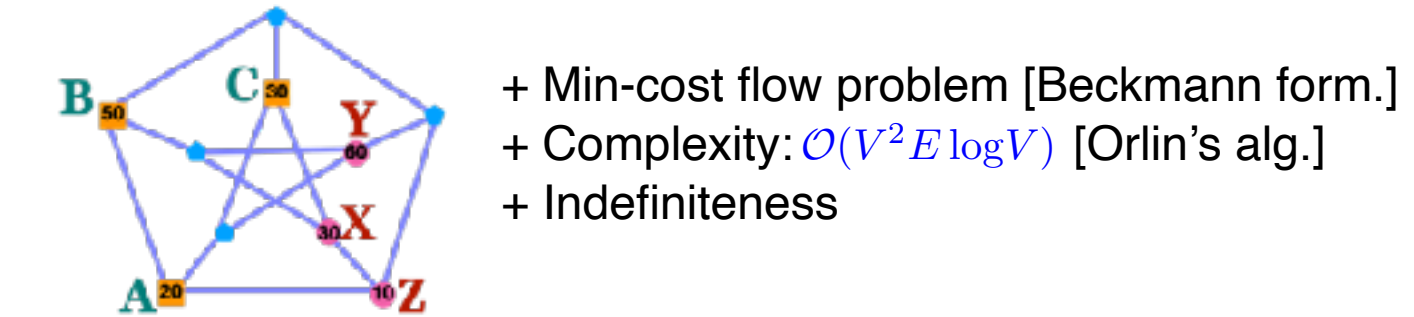 B
50
C
30
Y
60
30
X
A
20
10
Z
+ Min-cost flow problem [Beckmann form.]
+ Complexity: 𝒪(V²E logV) [Orlin's alg.]
+ Indefiniteness